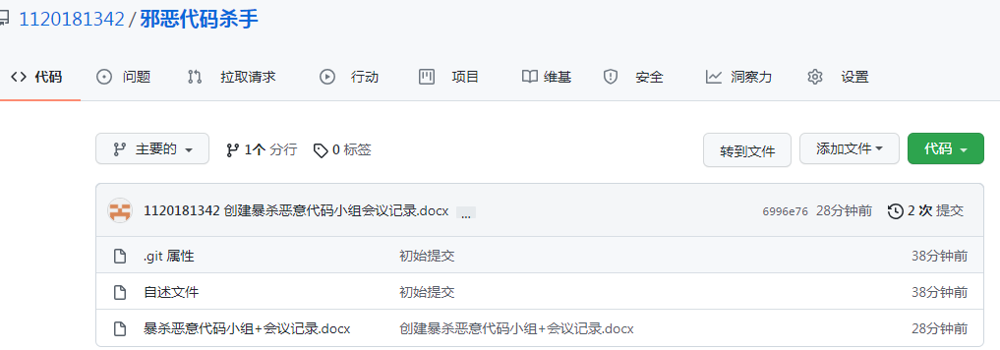 1120181342 / 邪恶代码杀手
代码 问题 拉取请求 行动 项目 维基 安全 洞察力 设置
主要的 1个 分行 0 标签 转到文件 添加文件 代码
1120181342 创建暴杀恶意代码小组会议记录.docx ... 6996e76 28分钟前 2 次 提交
.git 属性 初始提交 38分钟前
自述文件 初始提交 38分钟前
暴杀恶意代码小组+会议记录.docx 创建暴杀恶意代码小组+会议记录.docx 28分钟前